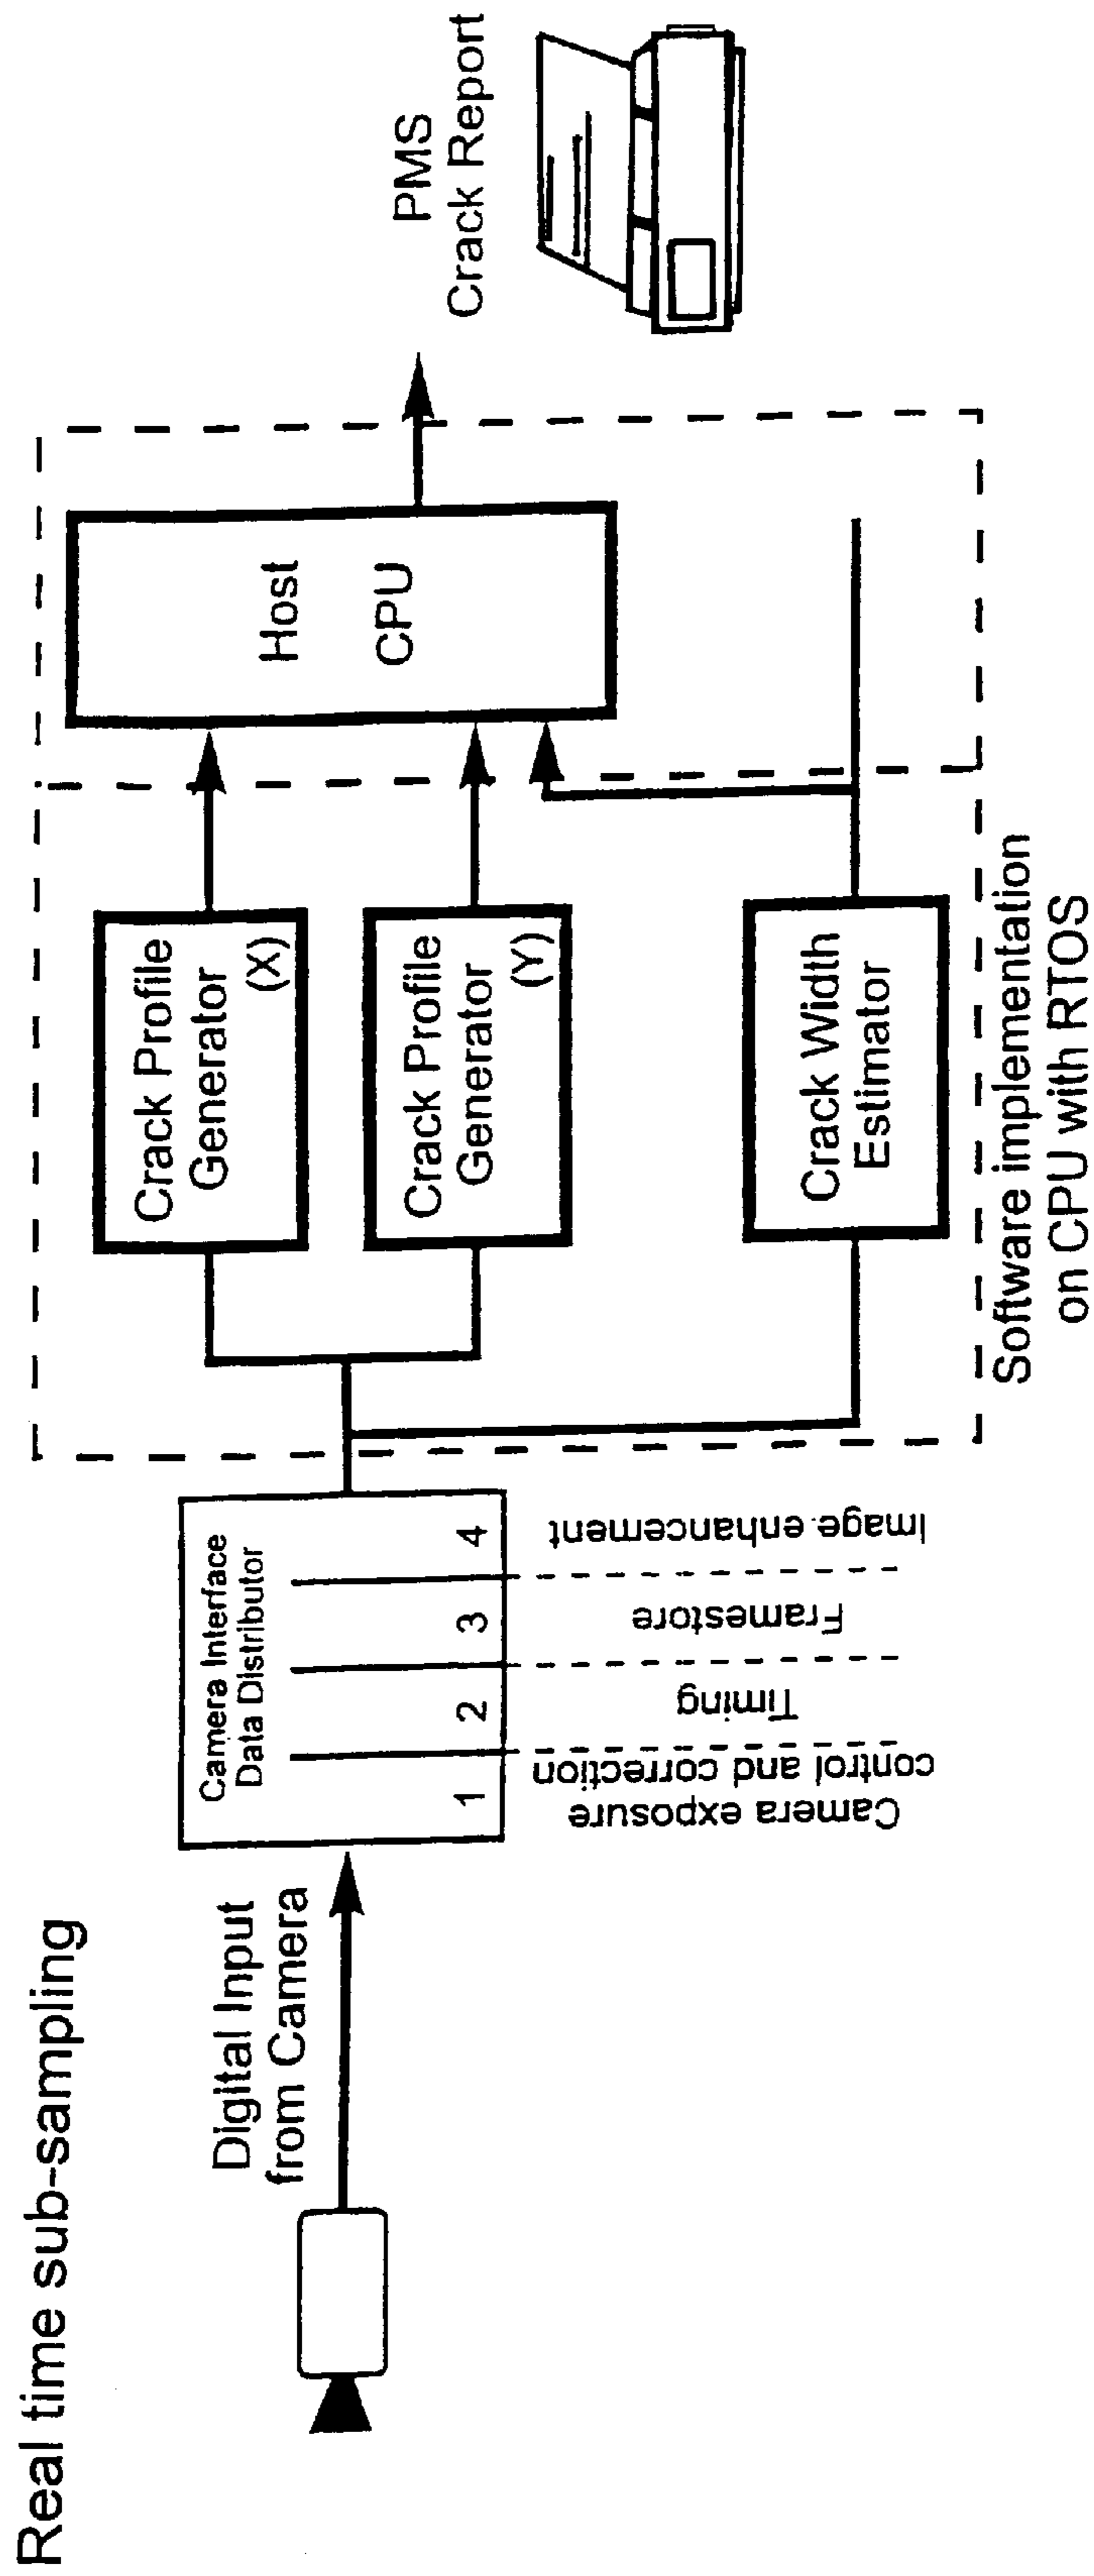 Real time sub-sampling
Digital Input
from Camera
Camera Interface
Data Distributor
1 2 3 4
Camera exposure
control and correction
Timing
Framestore
Image enhancement
Crack Profile
Generator
(X)
Crack Profile
Generator
(Y)
Crack Width
Estimator
Software implementation
on CPU with RTOS
Host
CPU
PMS
Crack Report